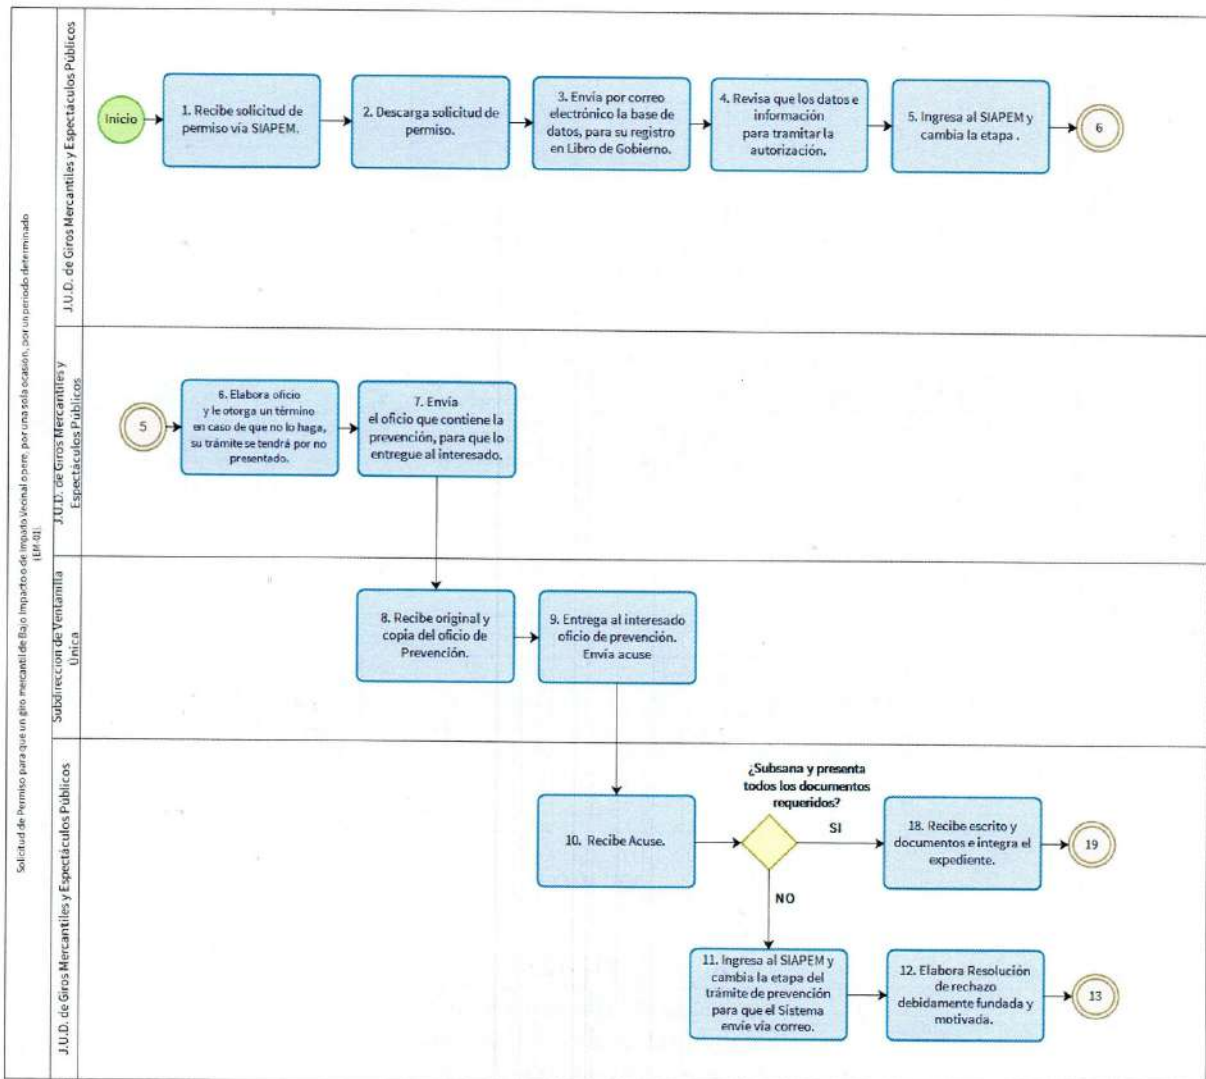 Solicitud de Permiso para que un giro mercantil de Bajo Impacto o de Impacto Vecinal opere, por una sola ocasión, por un periodo determinado
(EM-01).
J.U.D. de Giros Mercantiles y Espectáculos Públicos
Inicio
1. Recibe solicitud de
permiso vía SIAPEM.
2. Descarga solicitud de
permiso.
3. Envía por correo
electrónico la base de
datos, para su registro
en Libro de Gobierno.
4. Revisa que los datos e
información
para tramitar la
autorización.
5. Ingresa al SIAPEM y
cambia la etapa .
6
J.U.D. de Giros Mercantiles y
Espectáculos Públicos
5
6. Elabora oficio
y le otorga un término
en caso de que no lo haga,
su trámite se tendrá por no
presentado.
7. Envía
el oficio que contiene la
prevención, para que lo
entregue al interesado.
Subdirección de Ventanilla
Única
8. Recibe original y
copia del oficio de
Prevención.
9. Entrega al interesado
oficio de prevención.
Envía acuse
J.U.D. de Giros Mercantiles y Espectáculos Públicos
10. Recibe Acuse.
¿Subsana y presenta
todos los documentos
requeridos?
SI
18. Recibe escrito y
documentos e integra el
expediente.
19
NO
11. Ingresa al SIAPEM y
cambia la etapa del
trámite de prevención
para que el Sistema
envíe vía correo.
12. Elabora Resolución
de rechazo
debidamente fundada y
motivada.
13